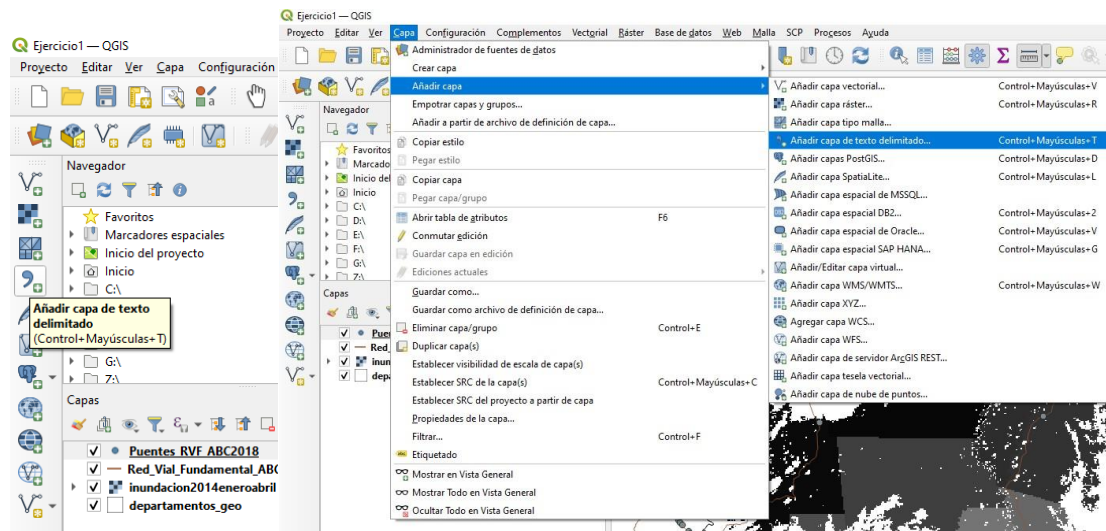 Ejercicio1 — QGIS
Proyecto Editar Ver Capa Configuración
Navegador
Favoritos
Marcadores espaciales
Inicio del proyecto
Inicio
C:\
Añadir capa de texto
delimitado
(Control+Mayúsculas+T)
G:\
Z:\
Capas
Puentes_RVF_ABC2018
Red_Vial_Fundamental_ABC
inundacion2014eneroabril
departamentos_geo
Ejercicio1 — QGIS
Proyecto Editar Ver Capa Configuración Complementos Vectorial Ráster Base de datos Web Malla SCP Procesos Ayuda
Navegador
Favoritos
Marcado
Inicio del
Inicio
C:\
D:\
E:\
F:\
G:\
Z:\
Capas
Puen
Red_
inun
depa
Administrador de fuentes de datos
Crear capa
Añadir capa
Empotrar capas y grupos...
Añadir a partir de archivo de definición de capa...
Copiar estilo
Pegar estilo
Copiar capa
Pegar capa/grupo
Abrir tabla de atributos F6
Conmutar edición
Guardar capa en edición
Ediciones actuales
Guardar como...
Guardar como archivo de definición de capa...
Eliminar capa/grupo Control+E
Duplicar capa(s)
Establecer visibilidad de escala de capa(s)
Establecer SRC de la capa(s) Control+Mayúsculas+C
Establecer SRC del proyecto a partir de capa
Propiedades de la capa...
Filtrar... Control+F
Etiquetado
Mostrar en Vista General
Mostrar Todo en Vista General
Ocultar Todo en Vista General
Añadir capa vectorial... Control+Mayúsculas+V
Añadir capa ráster... Control+Mayúsculas+R
Añadir capa tipo malla...
Añadir capa de texto delimitado... Control+Mayúsculas+T
Añadir capas PostGIS... Control+Mayúsculas+D
Añadir capa SpatiaLite... Control+Mayúsculas+L
Añadir capa espacial de MSSQL...
Añadir capa espacial DB2... Control+Mayúsculas+2
Añadir capa espacial de Oracle... Control+Mayúsculas+V
Añadir capa espacial SAP HANA... Control+Mayúsculas+G
Añadir/Editar capa virtual...
Añadir capa WMS/WMTS... Control+Mayúsculas+W
Añadir capa XYZ...
Agregar capa WCS...
Añadir capa WFS...
Añadir capa de servidor ArcGIS REST...
Añadir capa tesela vectorial...
Añadir capa de nube de puntos...